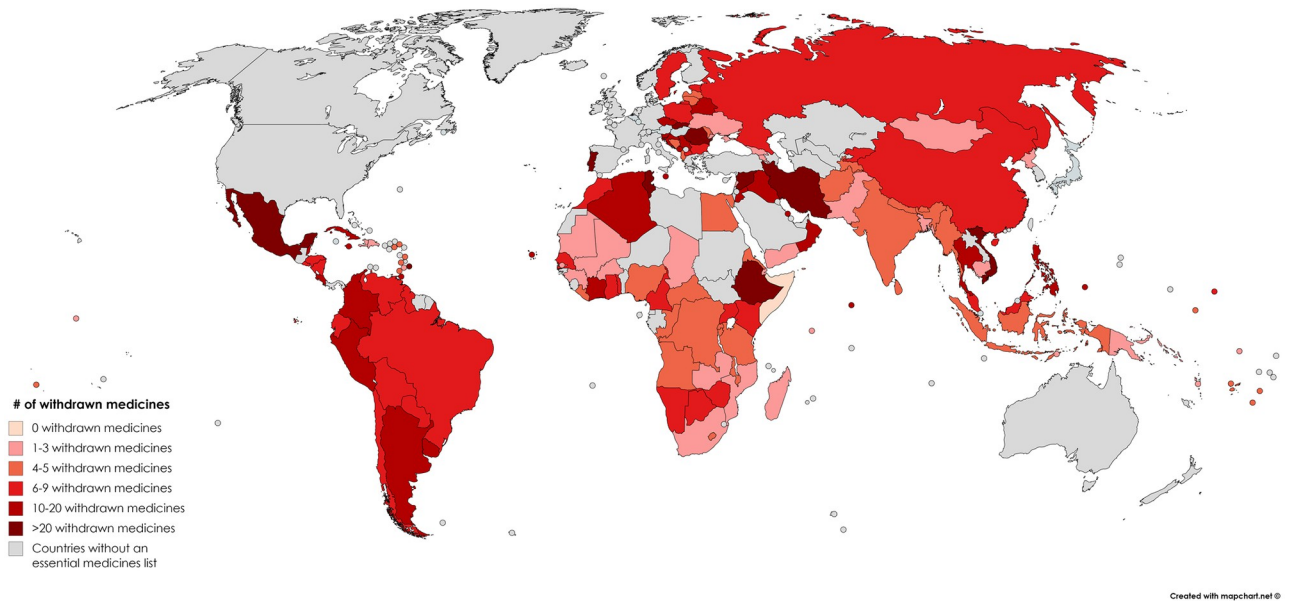 # of withdrawn medicines
0 withdrawn medicines
1-3 withdrawn medicines
4-5 withdrawn medicines
6-9 withdrawn medicines
10-20 withdrawn medicines
>20 withdrawn medicines
Countries without an
essential medicines list
Created with mapchart.net ©